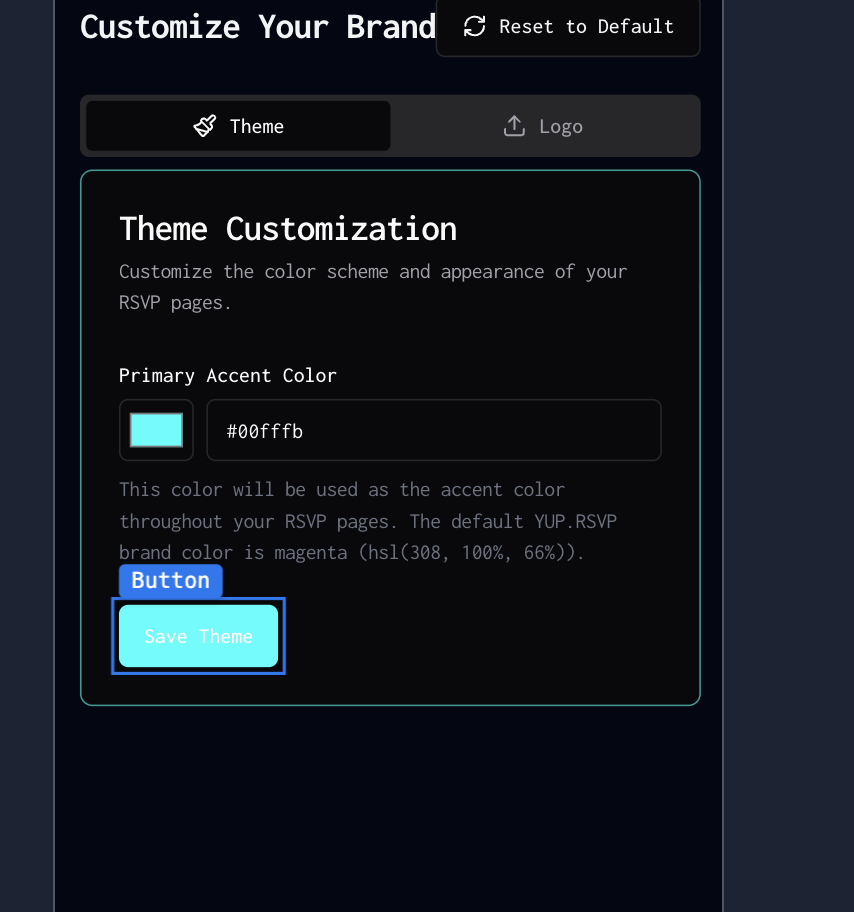 Customize Your Brand
Reset to Default
Theme
Logo
Theme Customization
Customize the color scheme and appearance of your
RSVP pages.
Primary Accent Color
#00fffb
This color will be used as the accent color
throughout your RSVP pages. The default YUP.RSVP
brand color is magenta (hsl(308, 100%, 66%)).
Button
Save Theme